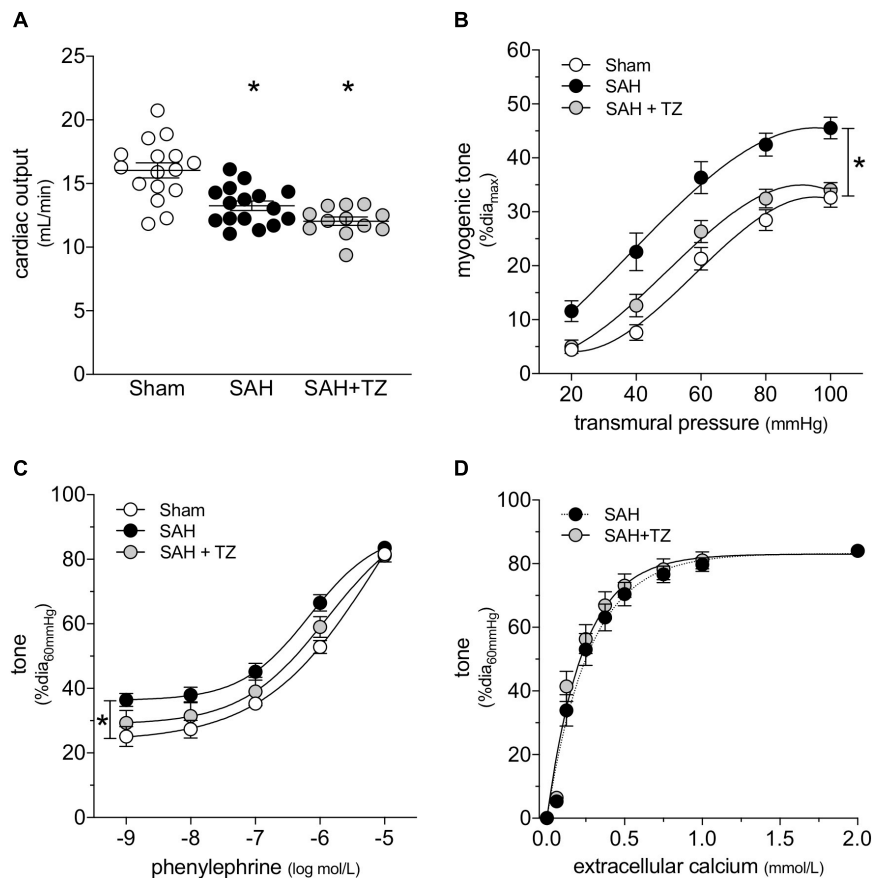 A
25
20
15
10
5
0
cardiac output
(mL/min)
* *
Sham SAH SAH+TZ
B
60
50
40
30
20
10
0
myogenic tone
(%dia_max)
Sham
SAH
SAH + TZ
*
20 40 60 80 100
transmural pressure (mmHg)
C
100
80
60
40
20
0
tone
(%dia_60mmHg)
Sham
SAH
SAH + TZ
*
-9 -8 -7 -6 -5
phenylephrine (log mol/L)
D
100
80
60
40
20
0
tone
(%dia_60mmHg)
SAH
SAH+TZ
0.0 0.5 1.0 1.5 2.0
extracellular calcium (mmol/L)